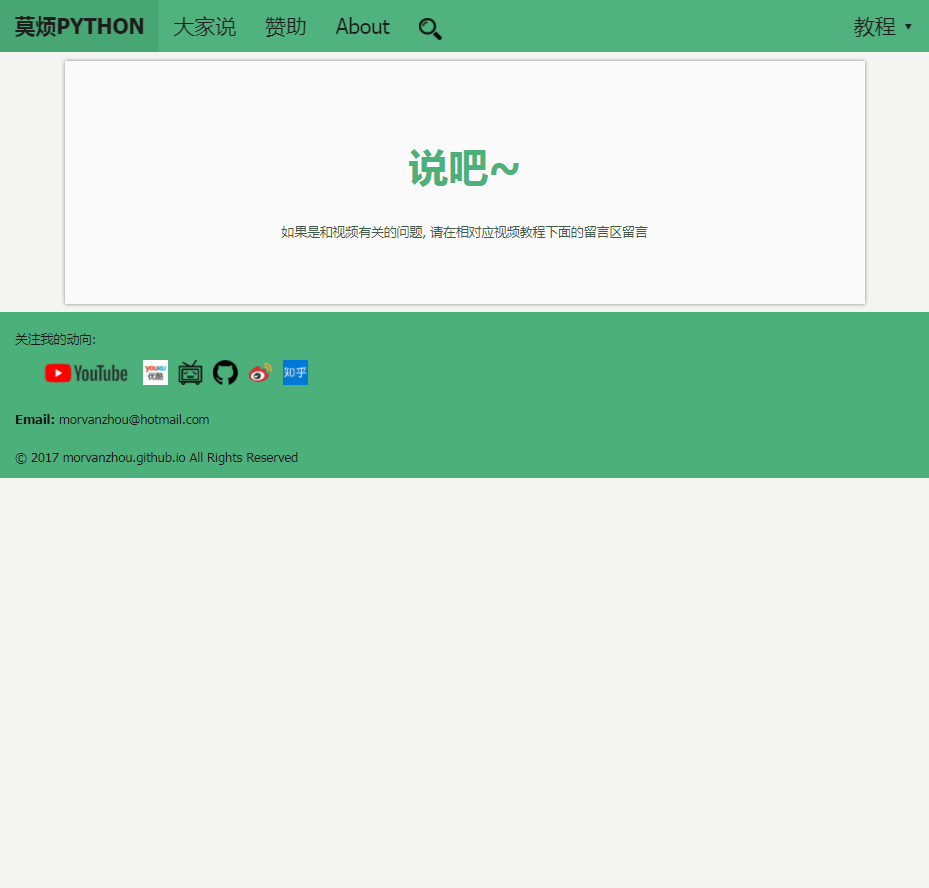 莫烦PYTHON 大家说 赞助 About 教程 ▼
说吧~
如果是和视频有关的问题, 请在相对应视频教程下面的留言区留言
关注我的动向:
YouTube YOUKU 优酷 知乎
Email: morvanzhou@hotmail.com
© 2017 morvanzhou.github.io All Rights Reserved